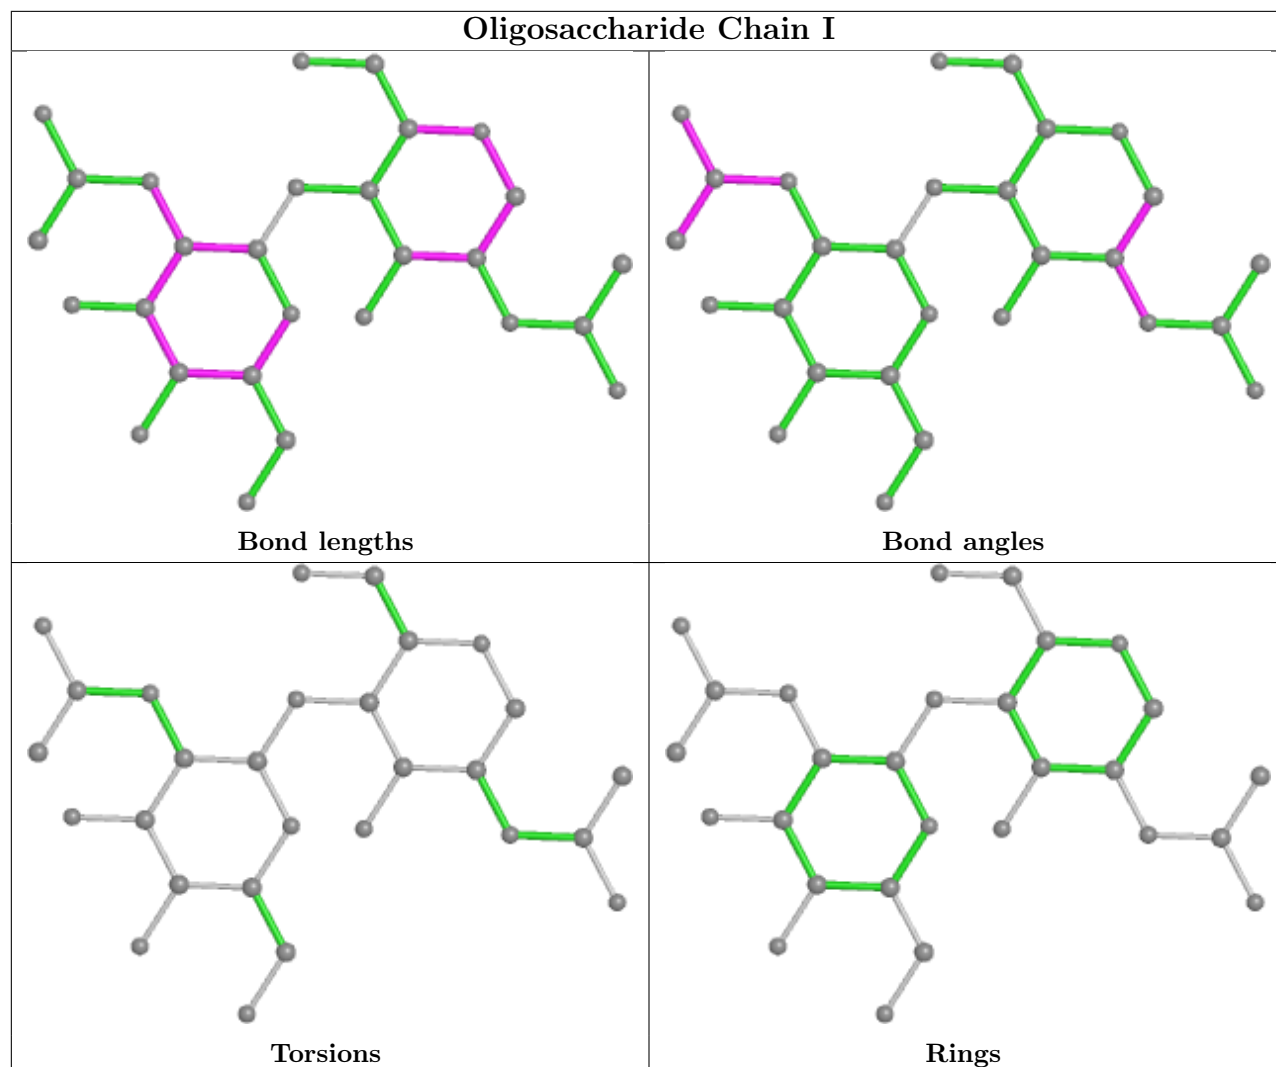 Oligosaccharide Chain I
Bond lengths
Bond angles
Torsions
Rings